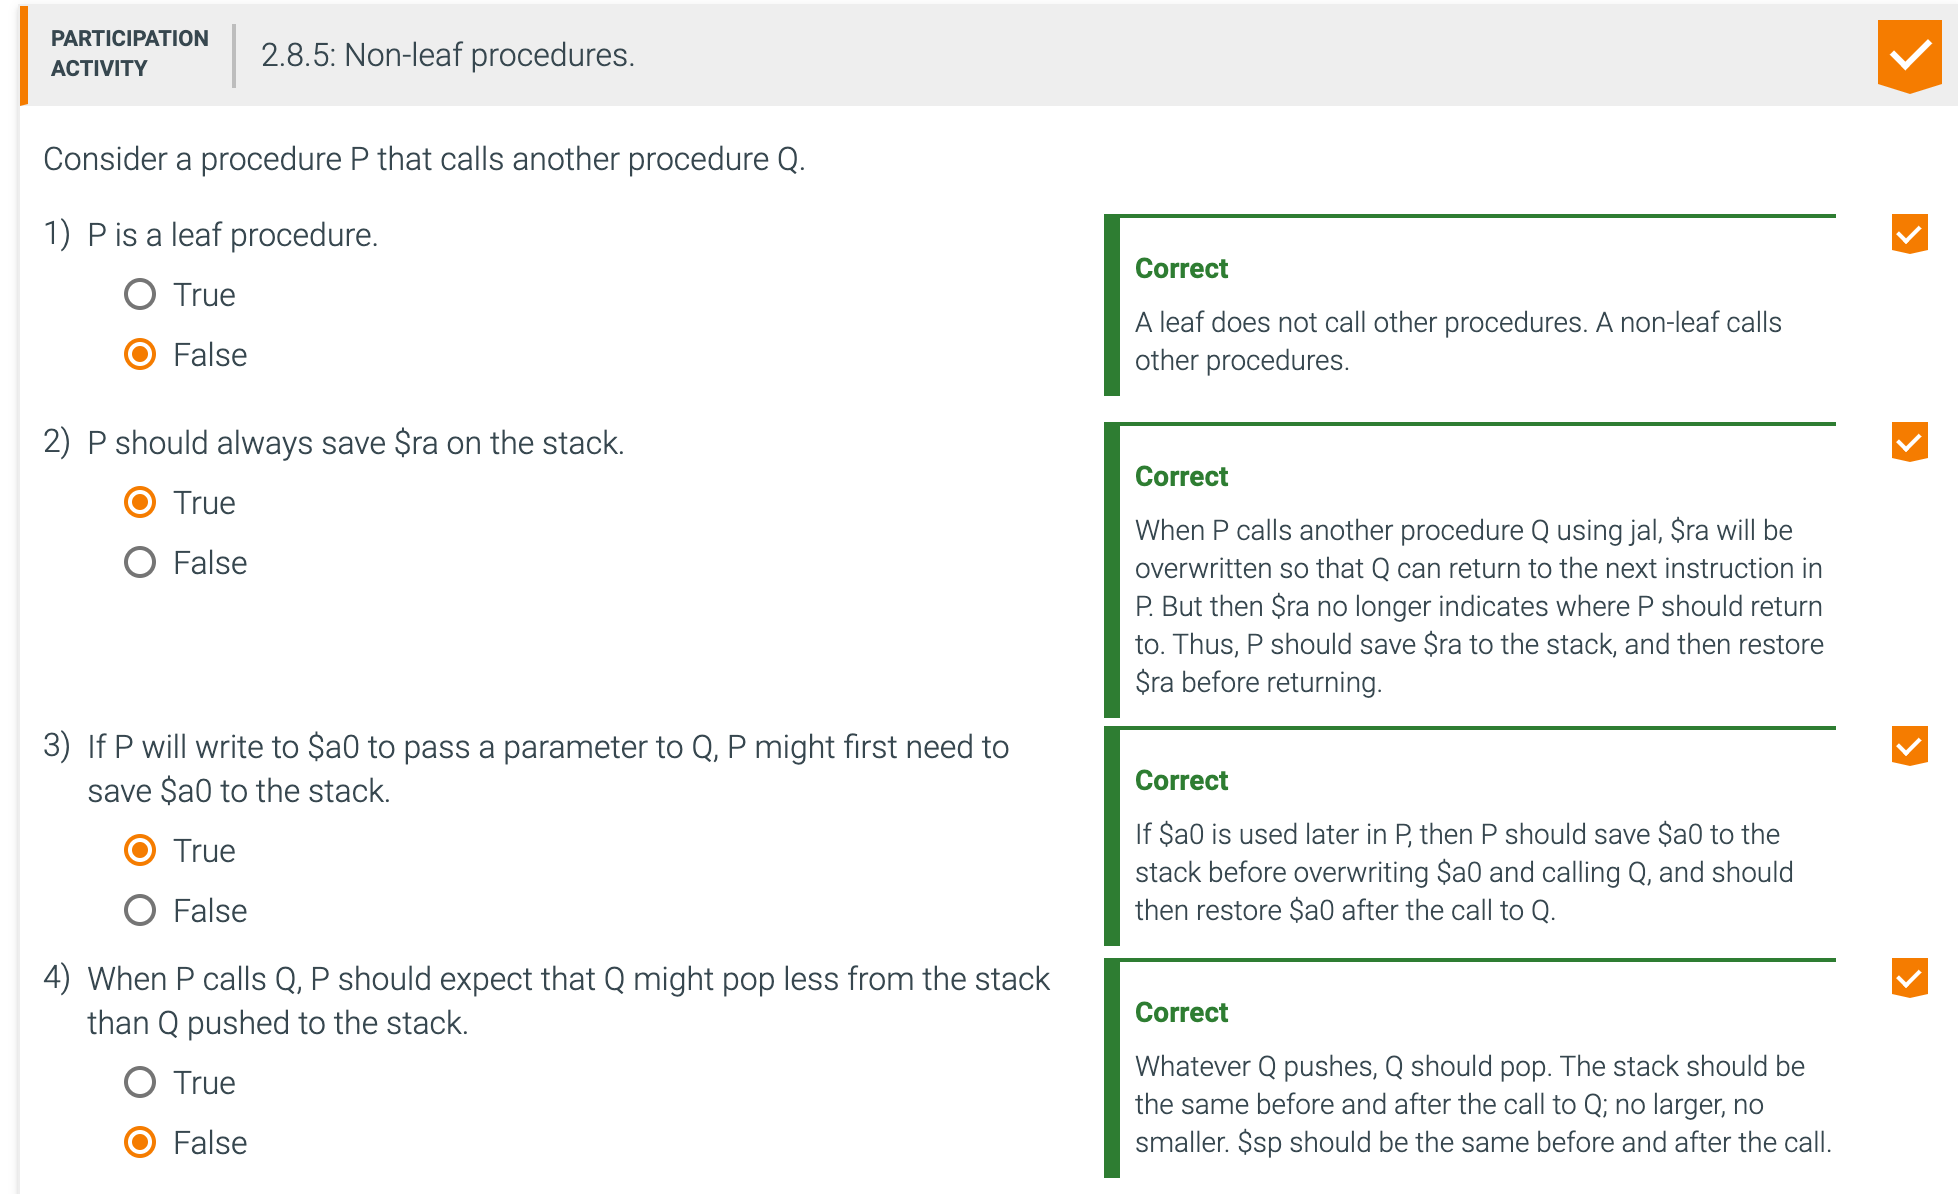 PARTICIPATION
ACTIVITY
2.8.5: Non-leaf procedures.
Consider a procedure P that calls another procedure Q.
1) P is a leaf procedure.
True
False
Correct
A leaf does not call other procedures. A non-leaf calls
other procedures.
2) P should always save $ra on the stack.
True
False
Correct
When P calls another procedure Q using jal, $ra will be
overwritten so that Q can return to the next instruction in
P. But then $ra no longer indicates where P should return
to. Thus, P should save $ra to the stack, and then restore
$ra before returning.
3) If P will write to $a0 to pass a parameter to Q, P might first need to
save $a0 to the stack.
True
False
Correct
If $a0 is used later in P, then P should save $a0 to the
stack before overwriting $a0 and calling Q, and should
then restore $a0 after the call to Q.
4) When P calls Q, P should expect that Q might pop less from the stack
than Q pushed to the stack.
True
False
Correct
Whatever Q pushes, Q should pop. The stack should be
the same before and after the call to Q; no larger, no
smaller. $sp should be the same before and after the call.